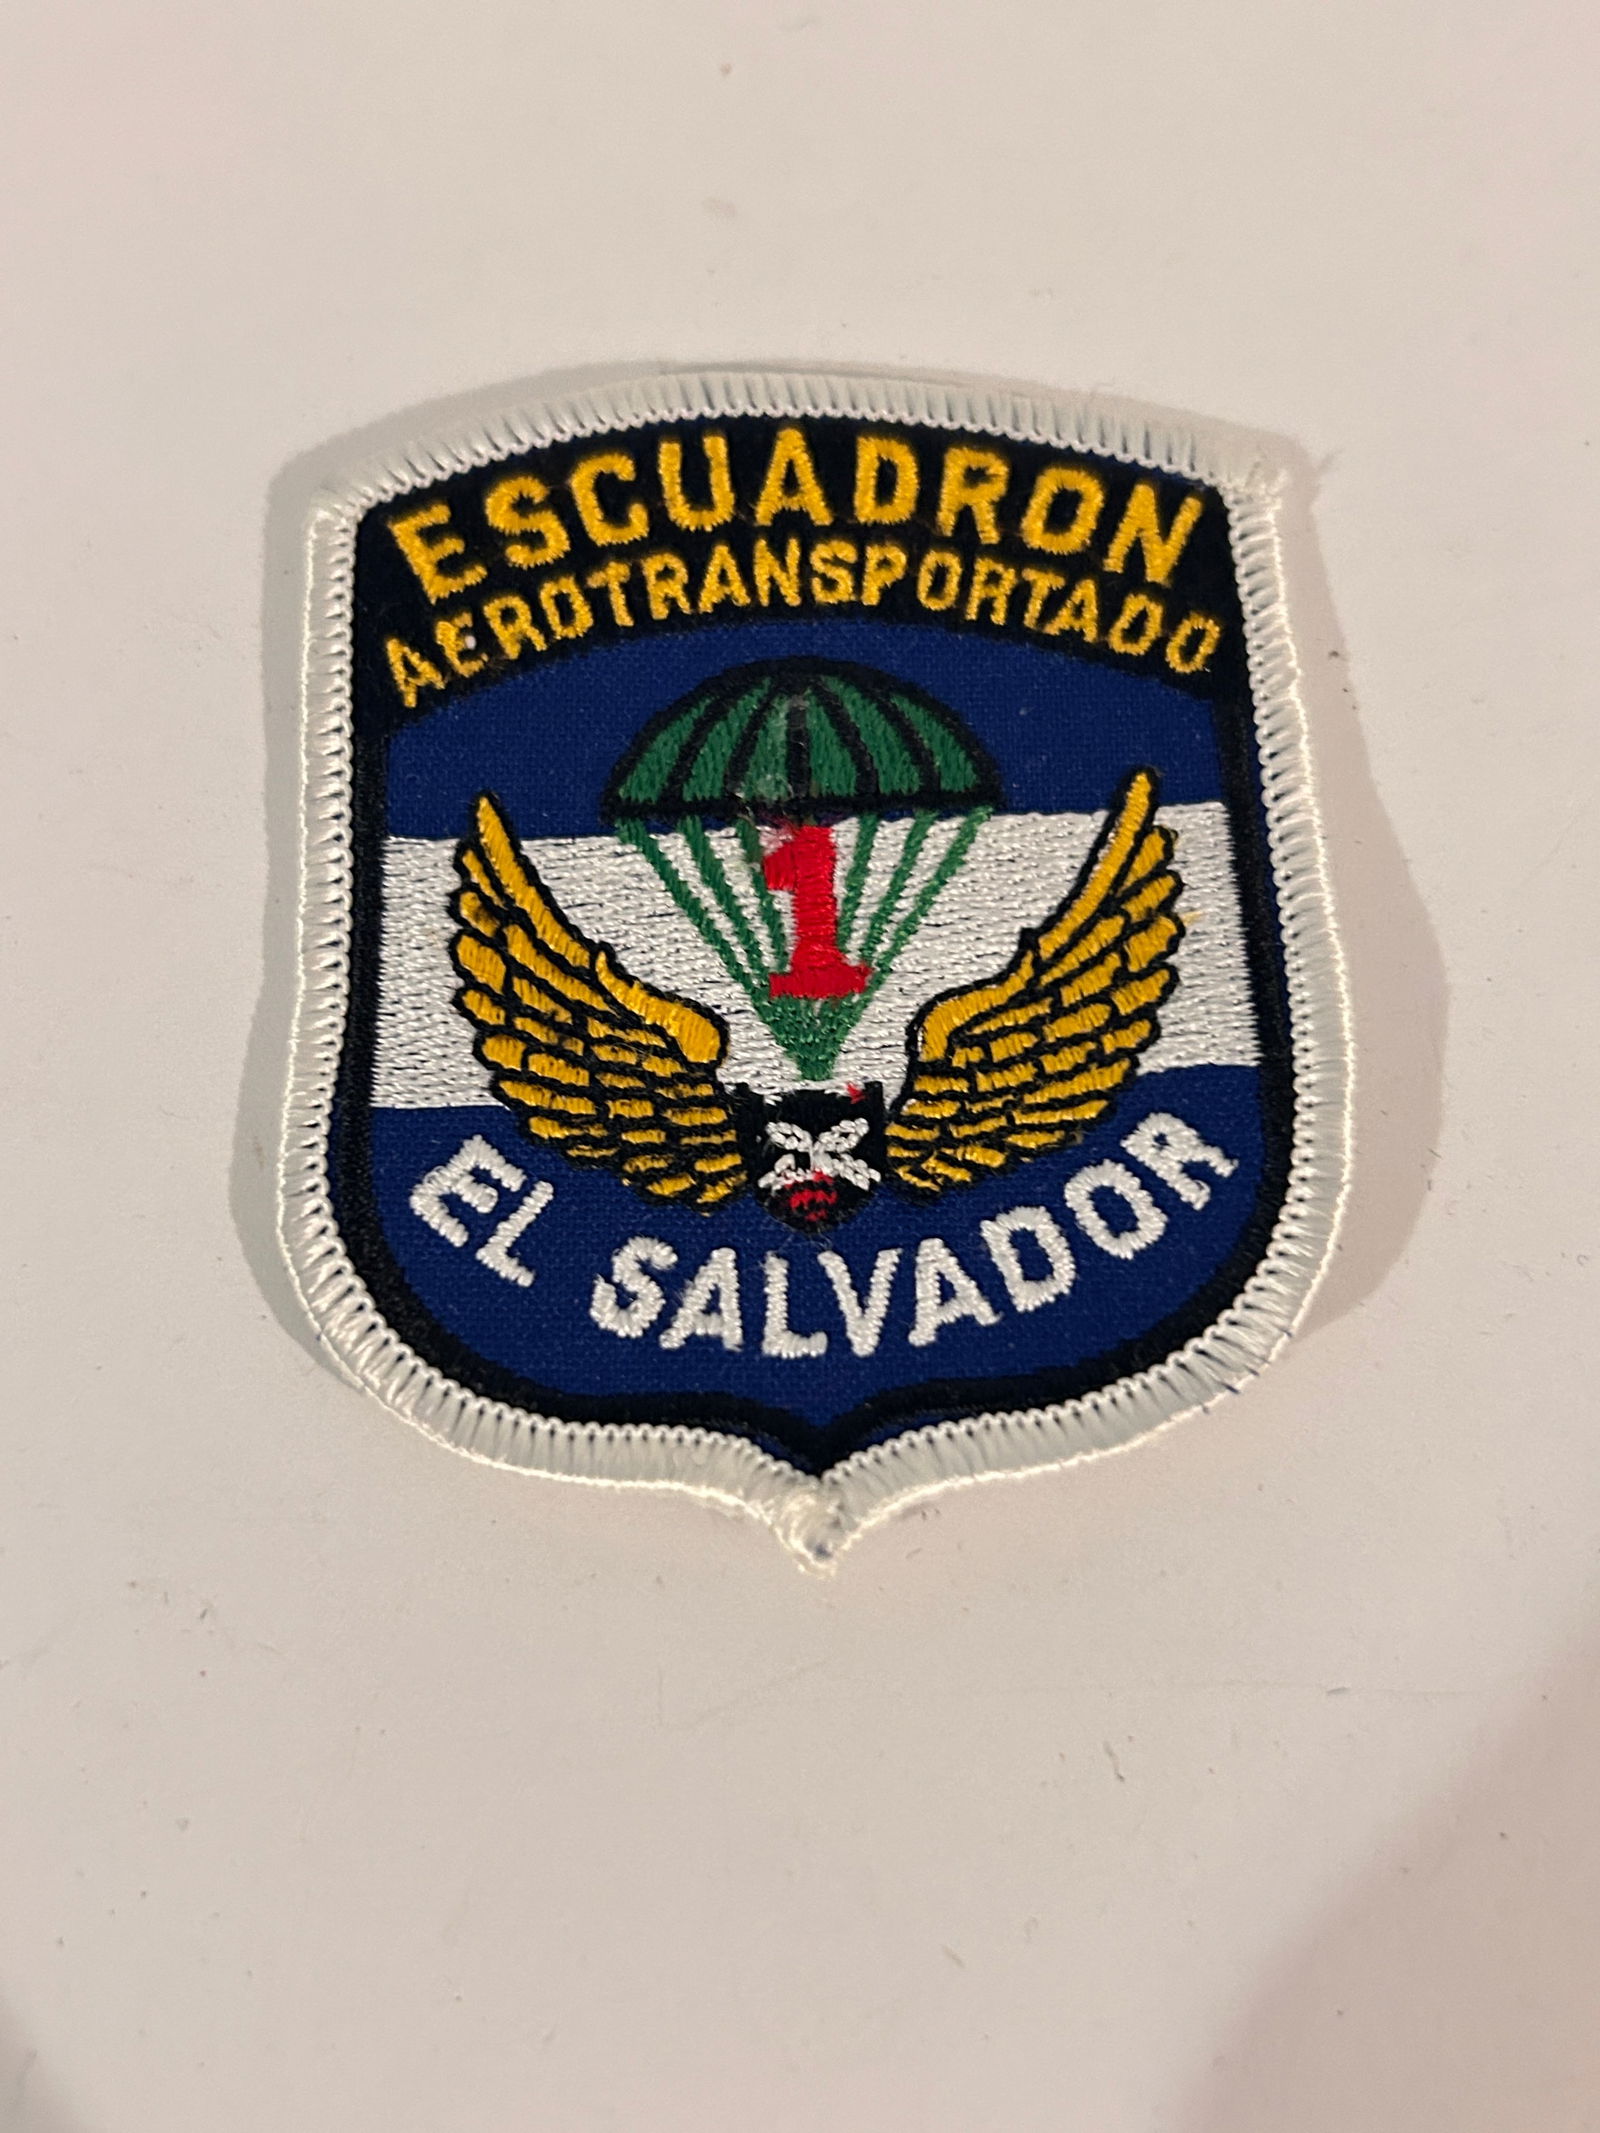 ESCUADRON
AEROTRANSPORTADO
1
EL SALVADOR